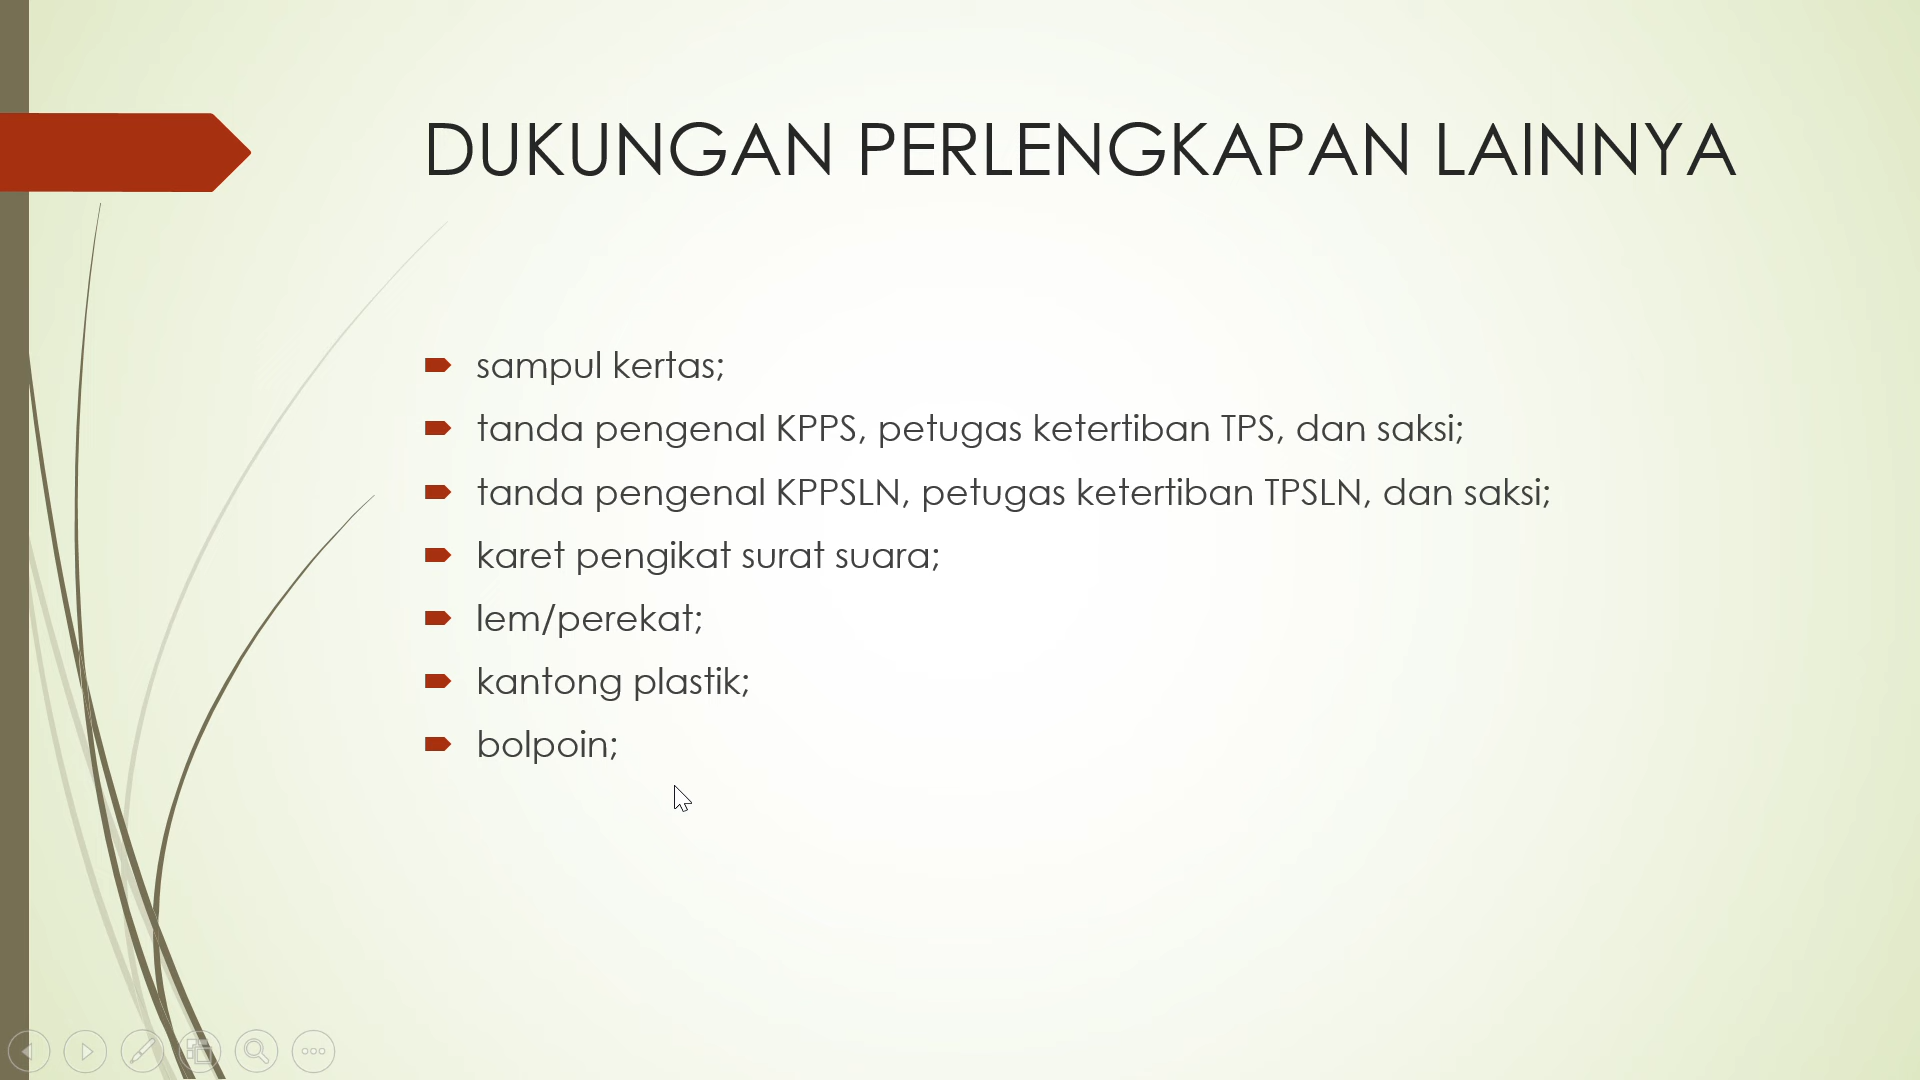 DUKUNGAN PERLENGKAPAN LAINNYA
sampul kertas;
tanda pengenal KPPS, petugas ketertiban TPS, dan saksi;
tanda pengenal KPPSLN, petugas ketertiban TPSLN, dan saksi;
karet pengikat surat suara;
lem/perekat;
kantong plastik;
bolpoin;